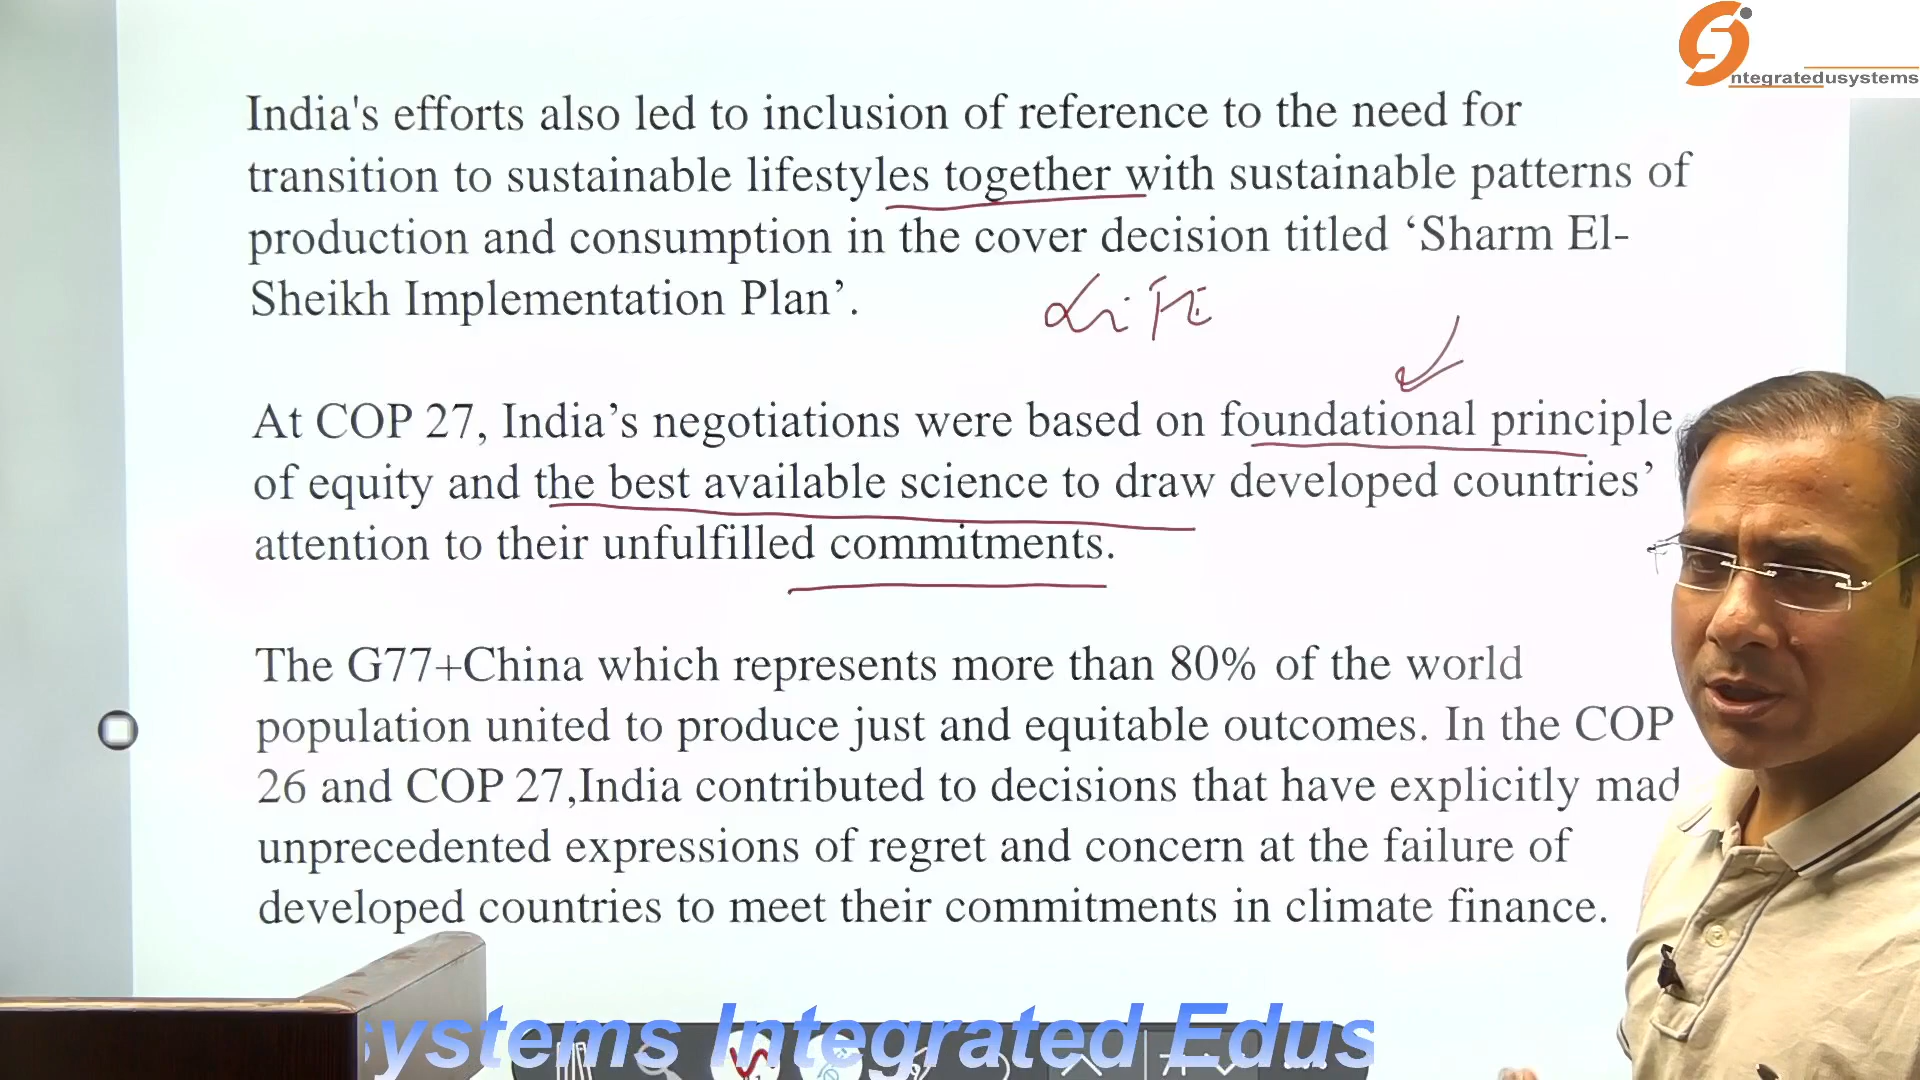 ntegratedusystems
India's efforts also led to inclusion of reference to the need for
transition to sustainable lifestyles together with sustainable patterns of
production and consumption in the cover decision titled ‘Sharm El-
Sheikh Implementation Plan’.
LiFE
At COP 27, India’s negotiations were based on foundational principle
of equity and the best available science to draw developed countries’
attention to their unfulfilled commitments.
The G77+China which represents more than 80% of the world
population united to produce just and equitable outcomes. In the COP
26 and COP 27,India contributed to decisions that have explicitly mad
unprecedented expressions of regret and concern at the failure of
developed countries to meet their commitments in climate finance.
systems Integrated Edus